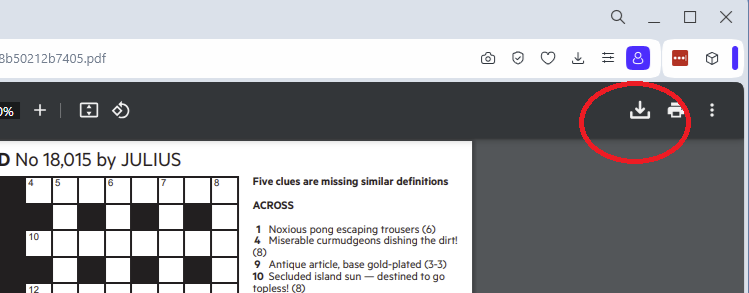 8b50212b7405.pdf
0%
D No 18,015 by JULIUS
4 5 6 7 8
10
12
Five clues are missing similar definitions
ACROSS
1 Noxious pong escaping trousers (6)
4 Miserable curmudgeons dishing the dirt!
(8)
9 Antique article, base gold-plated (3-3)
10 Secluded island sun — destined to go
topless! (8)